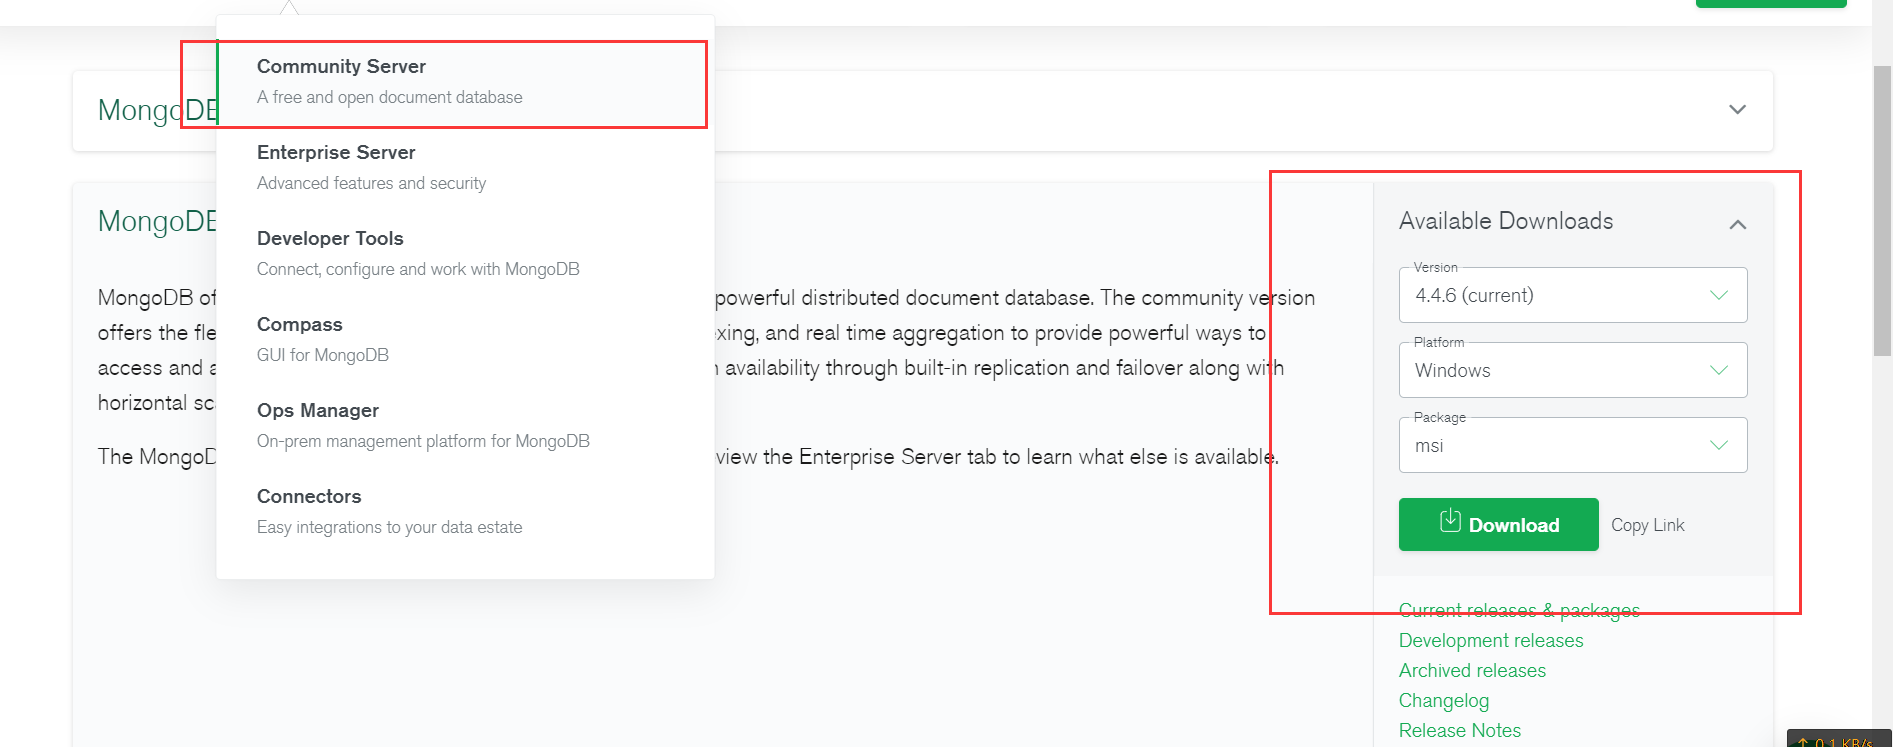 Community Server
A free and open document database
Enterprise Server
Advanced features and security
Developer Tools
Connect, configure and work with MongoDB
Compass
GUI for MongoDB
Ops Manager
On-prem management platform for MongoDB
Connectors
Easy integrations to your data estate
MongoDB
MongoDB
MongoDB of powerful distributed document database. The community version
offers the fle xing, and real time aggregation to provide powerful ways to
access and a availability through built-in replication and failover along with
horizontal sc
The MongoD view the Enterprise Server tab to learn what else is available.
Available Downloads
Version
4.4.6 (current)
Platform
Windows
Package
msi
Download Copy Link
Current releases & packages
Development releases
Archived releases
Changelog
Release Notes
0.1 KB/s